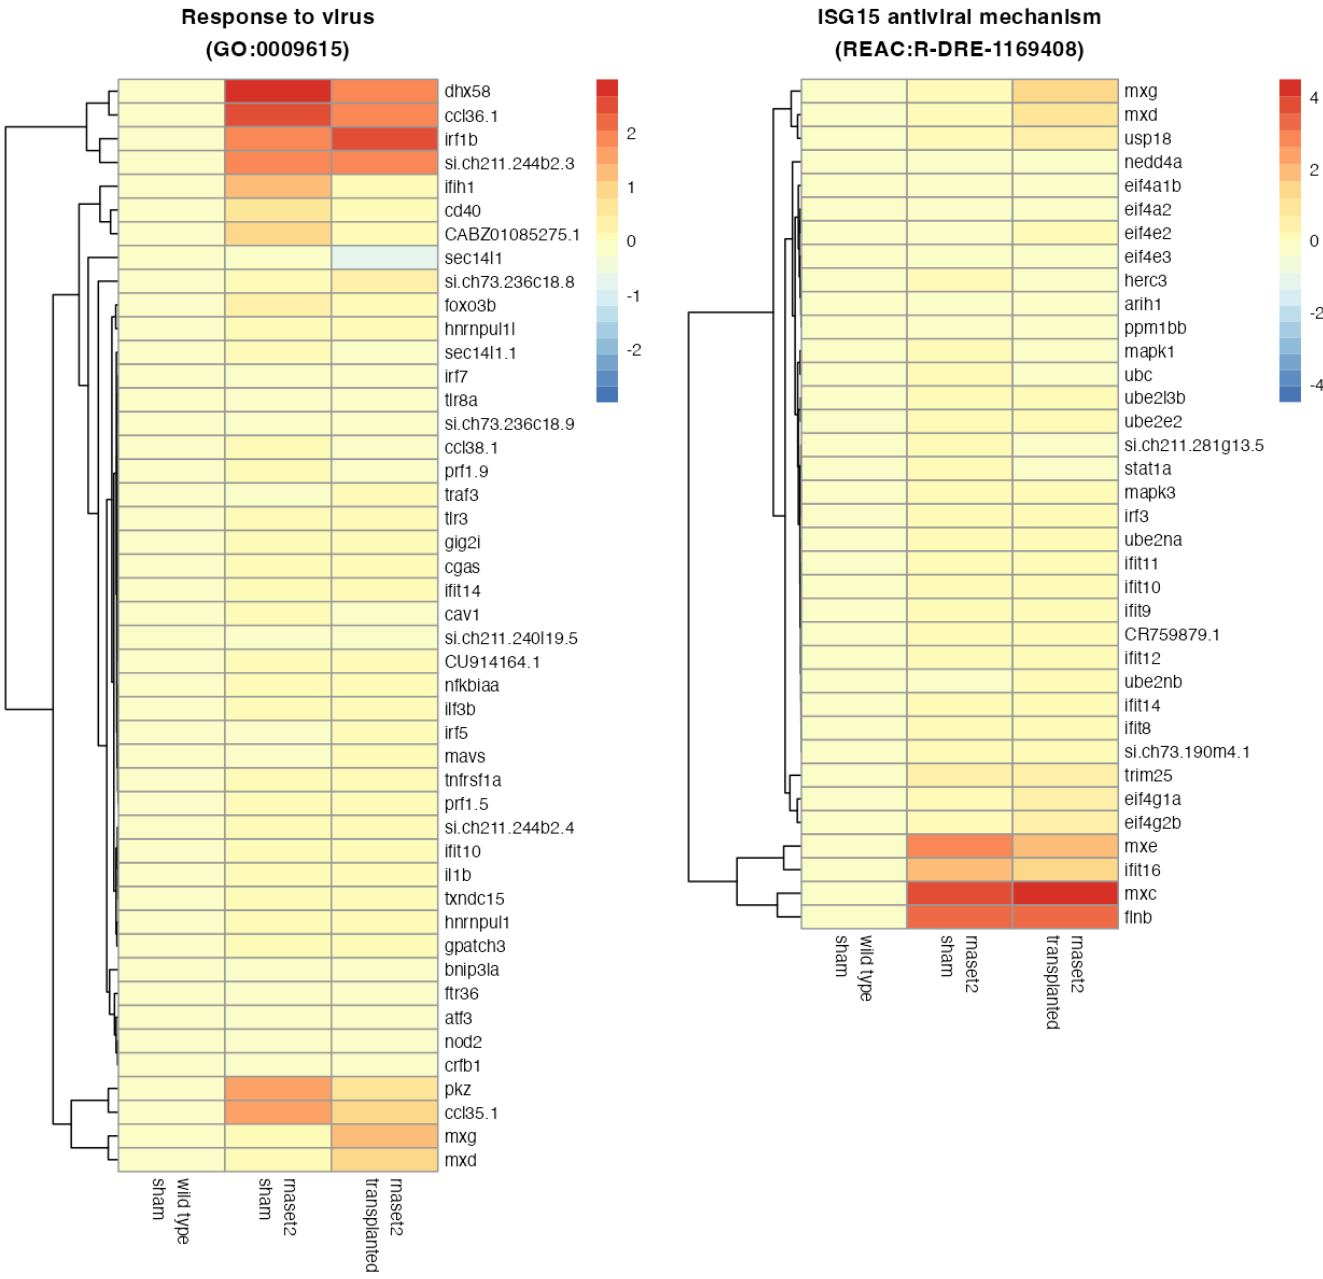 Response to virus
(GO:0009615)
dhx58
ccl36.1
irf1b
si.ch211.244b2.3
ifih1
cd40
CABZ01085275.1
sec14l1
si.ch73.236c18.8
foxo3b
hnrnpul1l
sec14l1.1
irf7
tlr8a
si.ch73.236c18.9
ccl38.1
prf1.9
traf3
tlr3
gig2i
cgas
ifit14
cav1
si.ch211.240l19.5
CU914164.1
nfkbiaa
ilf3b
irf5
mavs
tnfrsf1a
prf1.5
si.ch211.244b2.4
ifit10
il1b
txndc15
hnrnpul1
gpatch3
bnip3la
ftr36
atf3
nod2
crfb1
pkz
ccl35.1
mxg
mxd
wild type
sham
rnaset2
sham
rnaset2
transplanted
2
1
0
-1
-2
ISG15 antiviral mechanism
(REAC:R-DRE-1169408)
mxg
mxd
usp18
nedd4a
eif4a1b
eif4a2
eif4e2
eif4e3
herc3
arih1
ppm1bb
mapk1
ubc
ube2l3b
ube2e2
si.ch211.281g13.5
stat1a
mapk3
irf3
ube2na
ifit11
ifit10
ifit9
CR759879.1
ifit12
ube2nb
ifit14
ifit8
si.ch73.190m4.1
trim25
eif4g1a
eif4g2b
mxe
ifit16
mxc
flnb
wild type
sham
rnaset2
sham
rnaset2
transplanted
4
2
0
-2
-4